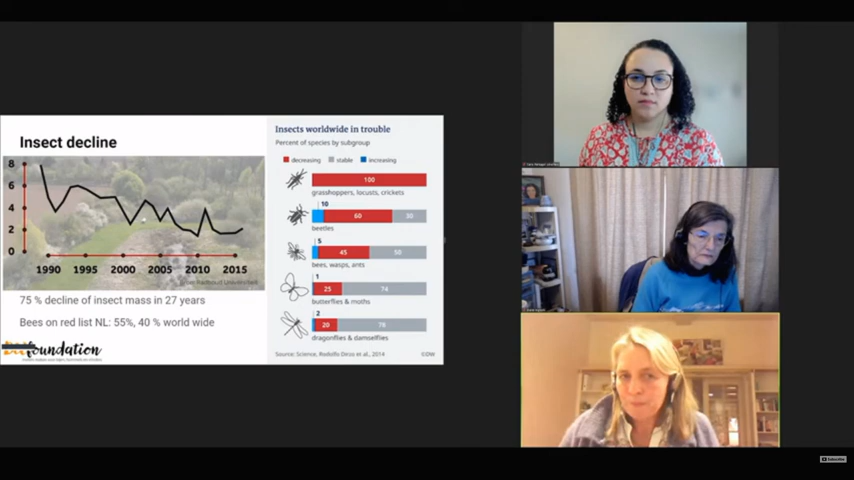 Insect decline
8
6
4
2
0
1990 1995 2000 2005 2010 2015
75 % decline of insect mass in 27 years
Bees on red list NL: 55%, 40 % world wide
foundation
Insects worldwide in trouble
Percent of species by subgroup
decreasing stable increasing
100
grasshoppers, locusts, crickets
10
60 30
beetles
5
45 50
bees, wasps, ants
1
25 74
butterflies & moths
2
20 78
dragonflies & damselflies
Source: Science, Rodolfo Dirzo et al., 2014 ©DW
Subscribe